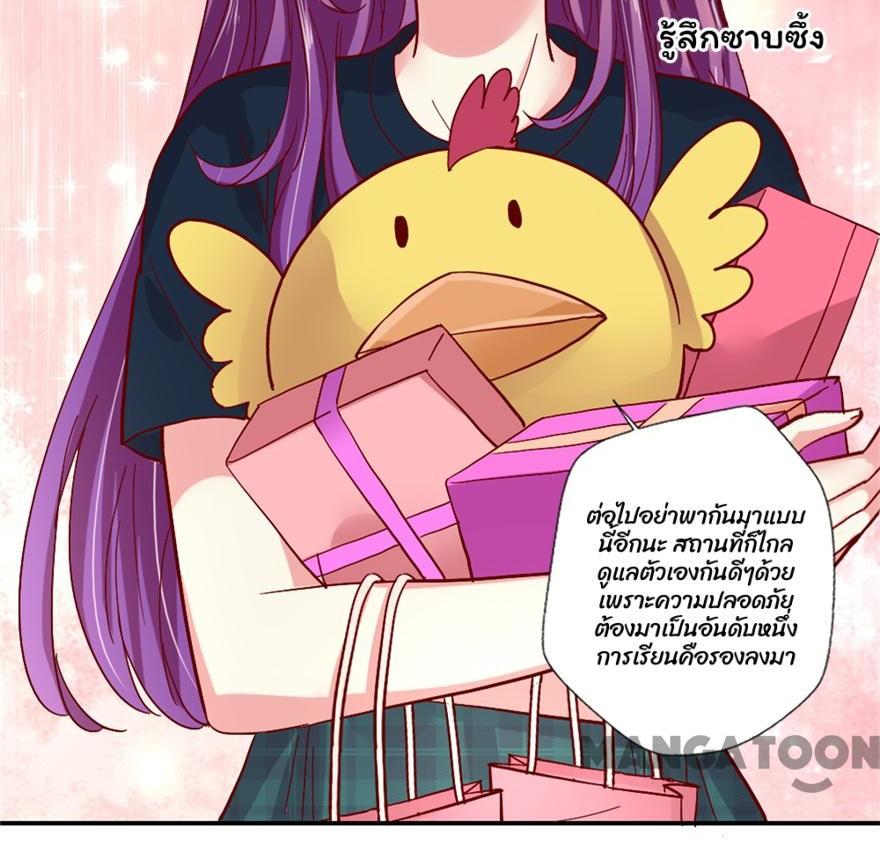 รู้สึกซาบซึ้ง
ต่อไปอย่าพากันมาแบบ
นี้อีกนะ สถานที่ก็ไกล
ดูแลตัวเองกันดีๆด้วย
เพราะความปลอดภัย
ต้องมาเป็นอันดับหนึ่ง
การเรียนคือรองลงมา
MANGATOON